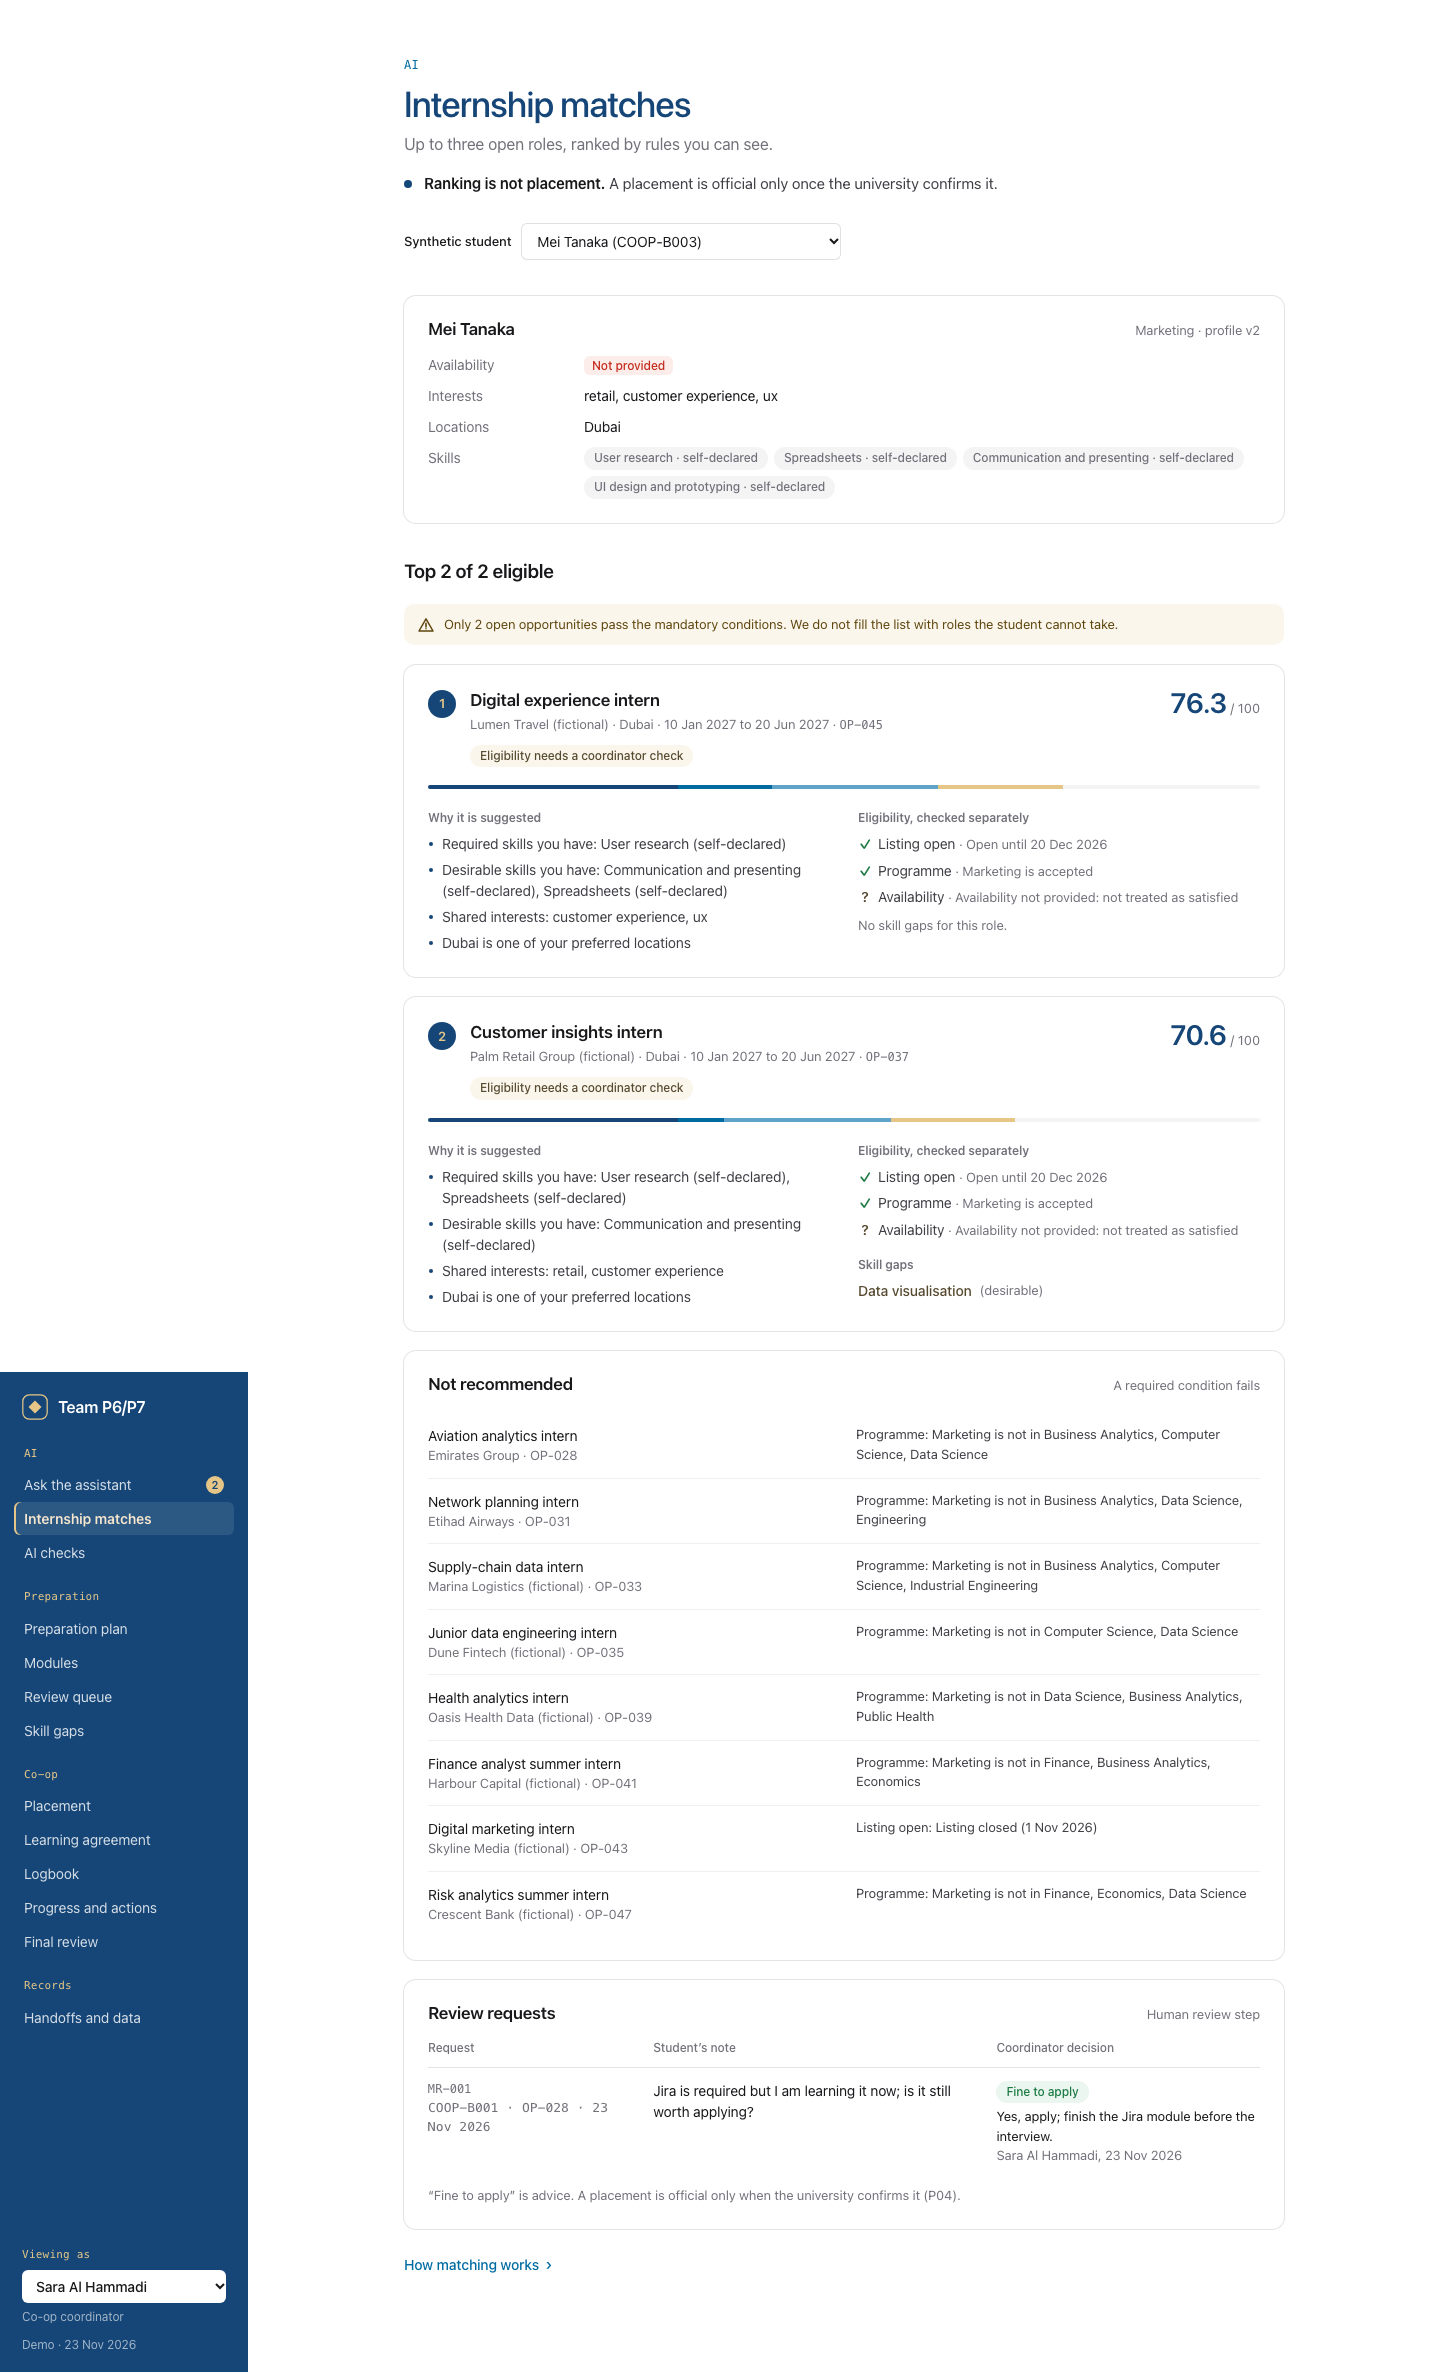 AI
Internship matches
Up to three open roles, ranked by rules you can see.
Ranking is not placement. A placement is official only once the university confirms it.
Synthetic student
Mei Tanaka (COOP-B003)
Mei Tanaka
Marketing · profile v2
Availability
Not provided
Interests
retail, customer experience, ux
Locations
Dubai
Skills
User research · self-declared
Spreadsheets · self-declared
Communication and presenting · self-declared
UI design and prototyping · self-declared
Top 2 of 2 eligible
Only 2 open opportunities pass the mandatory conditions. We do not fill the list with roles the student cannot take.
1
Digital experience intern
76.3 / 100
Lumen Travel (fictional) · Dubai · 10 Jan 2027 to 20 Jun 2027 · OP-045
Eligibility needs a coordinator check
Why it is suggested
Required skills you have: User research (self-declared)
Desirable skills you have: Communication and presenting
(self-declared), Spreadsheets (self-declared)
Shared interests: customer experience, ux
Dubai is one of your preferred locations
Eligibility, checked separately
Listing open · Open until 20 Dec 2026
Programme · Marketing is accepted
? Availability · Availability not provided: not treated as satisfied
No skill gaps for this role.
2
Customer insights intern
70.6 / 100
Palm Retail Group (fictional) · Dubai · 10 Jan 2027 to 20 Jun 2027 · OP-037
Eligibility needs a coordinator check
Why it is suggested
Required skills you have: User research (self-declared),
Spreadsheets (self-declared)
Desirable skills you have: Communication and presenting
(self-declared)
Shared interests: retail, customer experience
Dubai is one of your preferred locations
Eligibility, checked separately
Listing open · Open until 20 Dec 2026
Programme · Marketing is accepted
? Availability · Availability not provided: not treated as satisfied
Skill gaps
Data visualisation (desirable)
Not recommended
A required condition fails
Aviation analytics intern
Emirates Group · OP-028
Programme: Marketing is not in Business Analytics, Computer
Science, Data Science
Network planning intern
Etihad Airways · OP-031
Programme: Marketing is not in Business Analytics, Data Science,
Engineering
Supply-chain data intern
Marina Logistics (fictional) · OP-033
Programme: Marketing is not in Business Analytics, Computer
Science, Industrial Engineering
Junior data engineering intern
Dune Fintech (fictional) · OP-035
Programme: Marketing is not in Computer Science, Data Science
Health analytics intern
Oasis Health Data (fictional) · OP-039
Programme: Marketing is not in Data Science, Business Analytics,
Public Health
Finance analyst summer intern
Harbour Capital (fictional) · OP-041
Programme: Marketing is not in Finance, Business Analytics,
Economics
Digital marketing intern
Skyline Media (fictional) · OP-043
Listing open: Listing closed (1 Nov 2026)
Risk analytics summer intern
Crescent Bank (fictional) · OP-047
Programme: Marketing is not in Finance, Economics, Data Science
Review requests
Human review step
Request
Student's note
Coordinator decision
MR-001
COOP-B001 · OP-028 · 23
Nov 2026
Jira is required but I am learning it now; is it still
worth applying?
Fine to apply
Yes, apply; finish the Jira module before the
interview.
Sara Al Hammadi, 23 Nov 2026
“Fine to apply” is advice. A placement is official only when the university confirms it (P04).
How matching works ›
Team P6/P7
AI
Ask the assistant
2
Internship matches
AI checks
Preparation
Preparation plan
Modules
Review queue
Skill gaps
Co-op
Placement
Learning agreement
Logbook
Progress and actions
Final review
Records
Handoffs and data
Viewing as
Sara Al Hammadi
Co-op coordinator
Demo · 23 Nov 2026